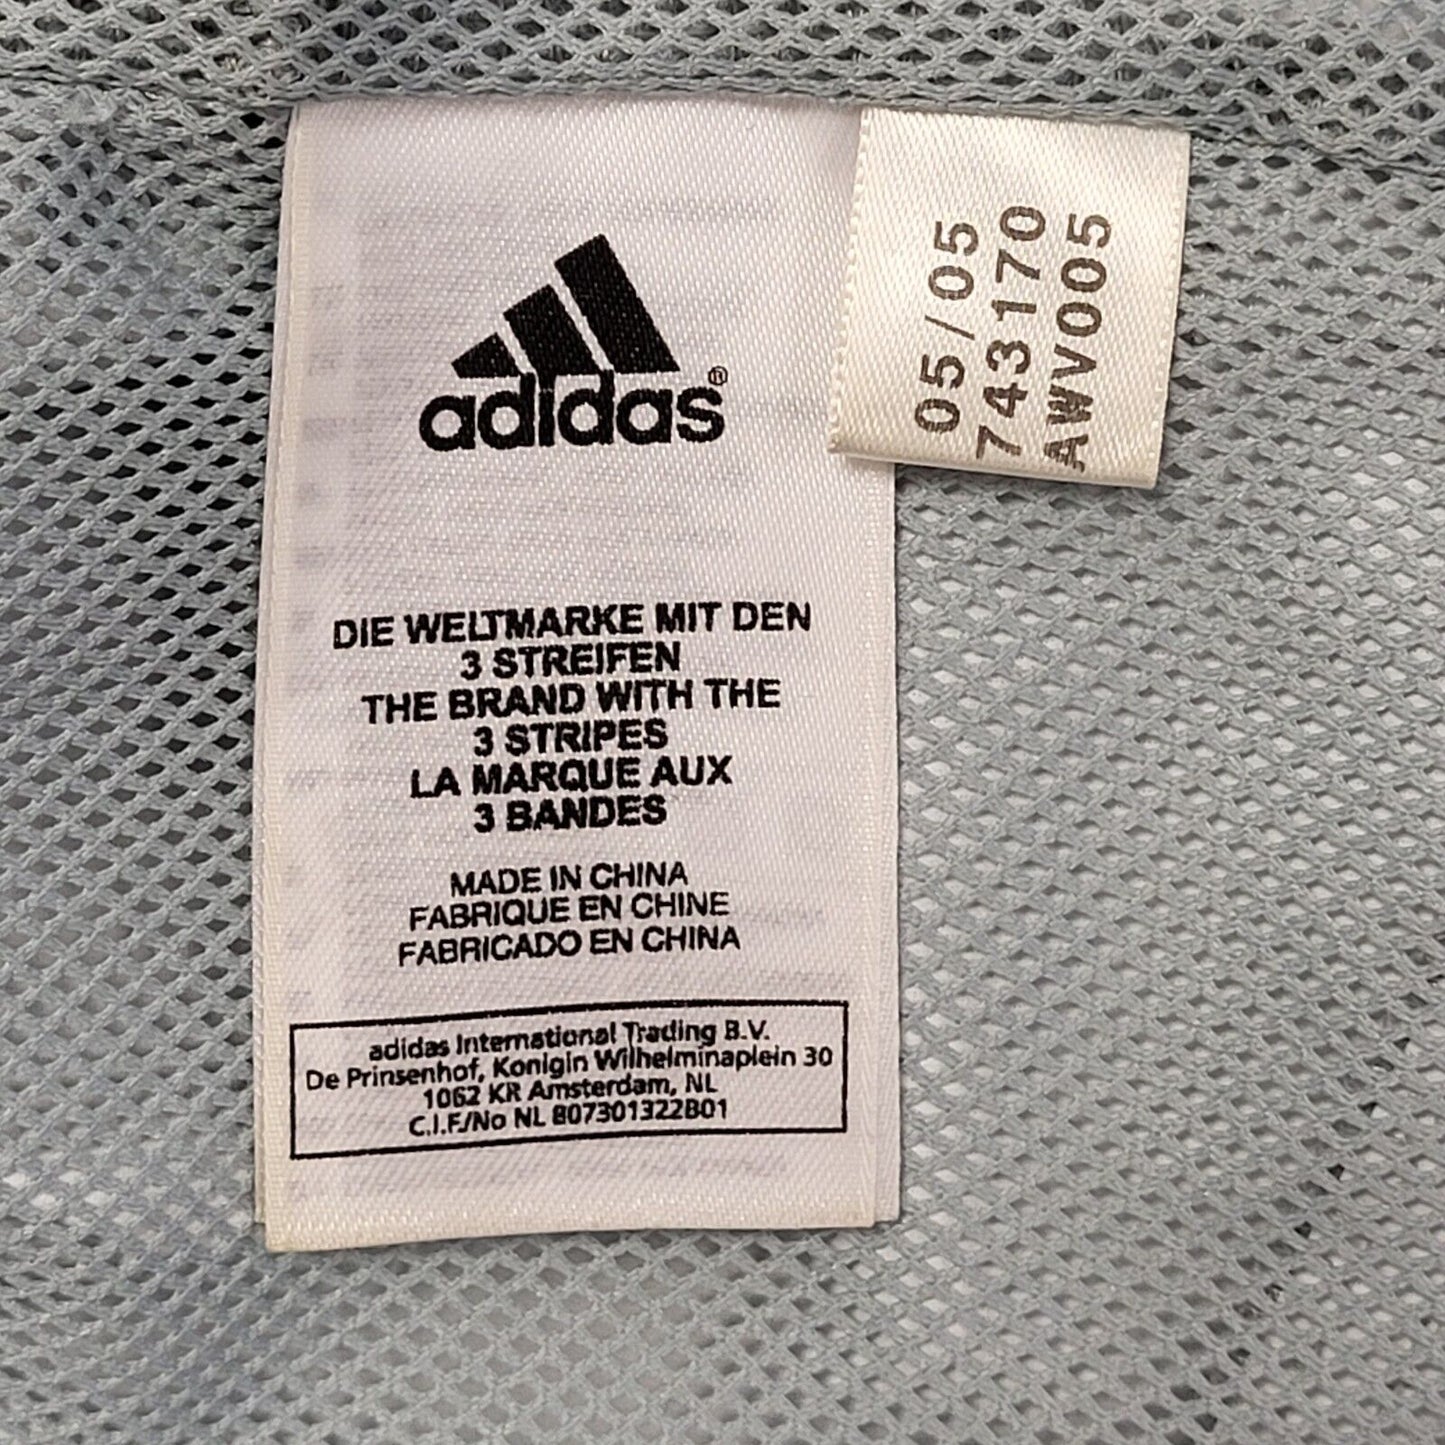 adidas®
DIE WELTMARKE MIT DEN
3 STREIFEN
THE BRAND WITH THE
3 STRIPES
LA MARQUE AUX
3 BANDES
MADE IN CHINA
FABRIQUE EN CHINE
FABRICADO EN CHINA
adidas International Trading B.V.
De Prinsenhof, Konigin Wilhelminaplein 30
1062 KR Amsterdam, NL
C.I.F./No NL 807301322B01
05/05
743170
AWV005